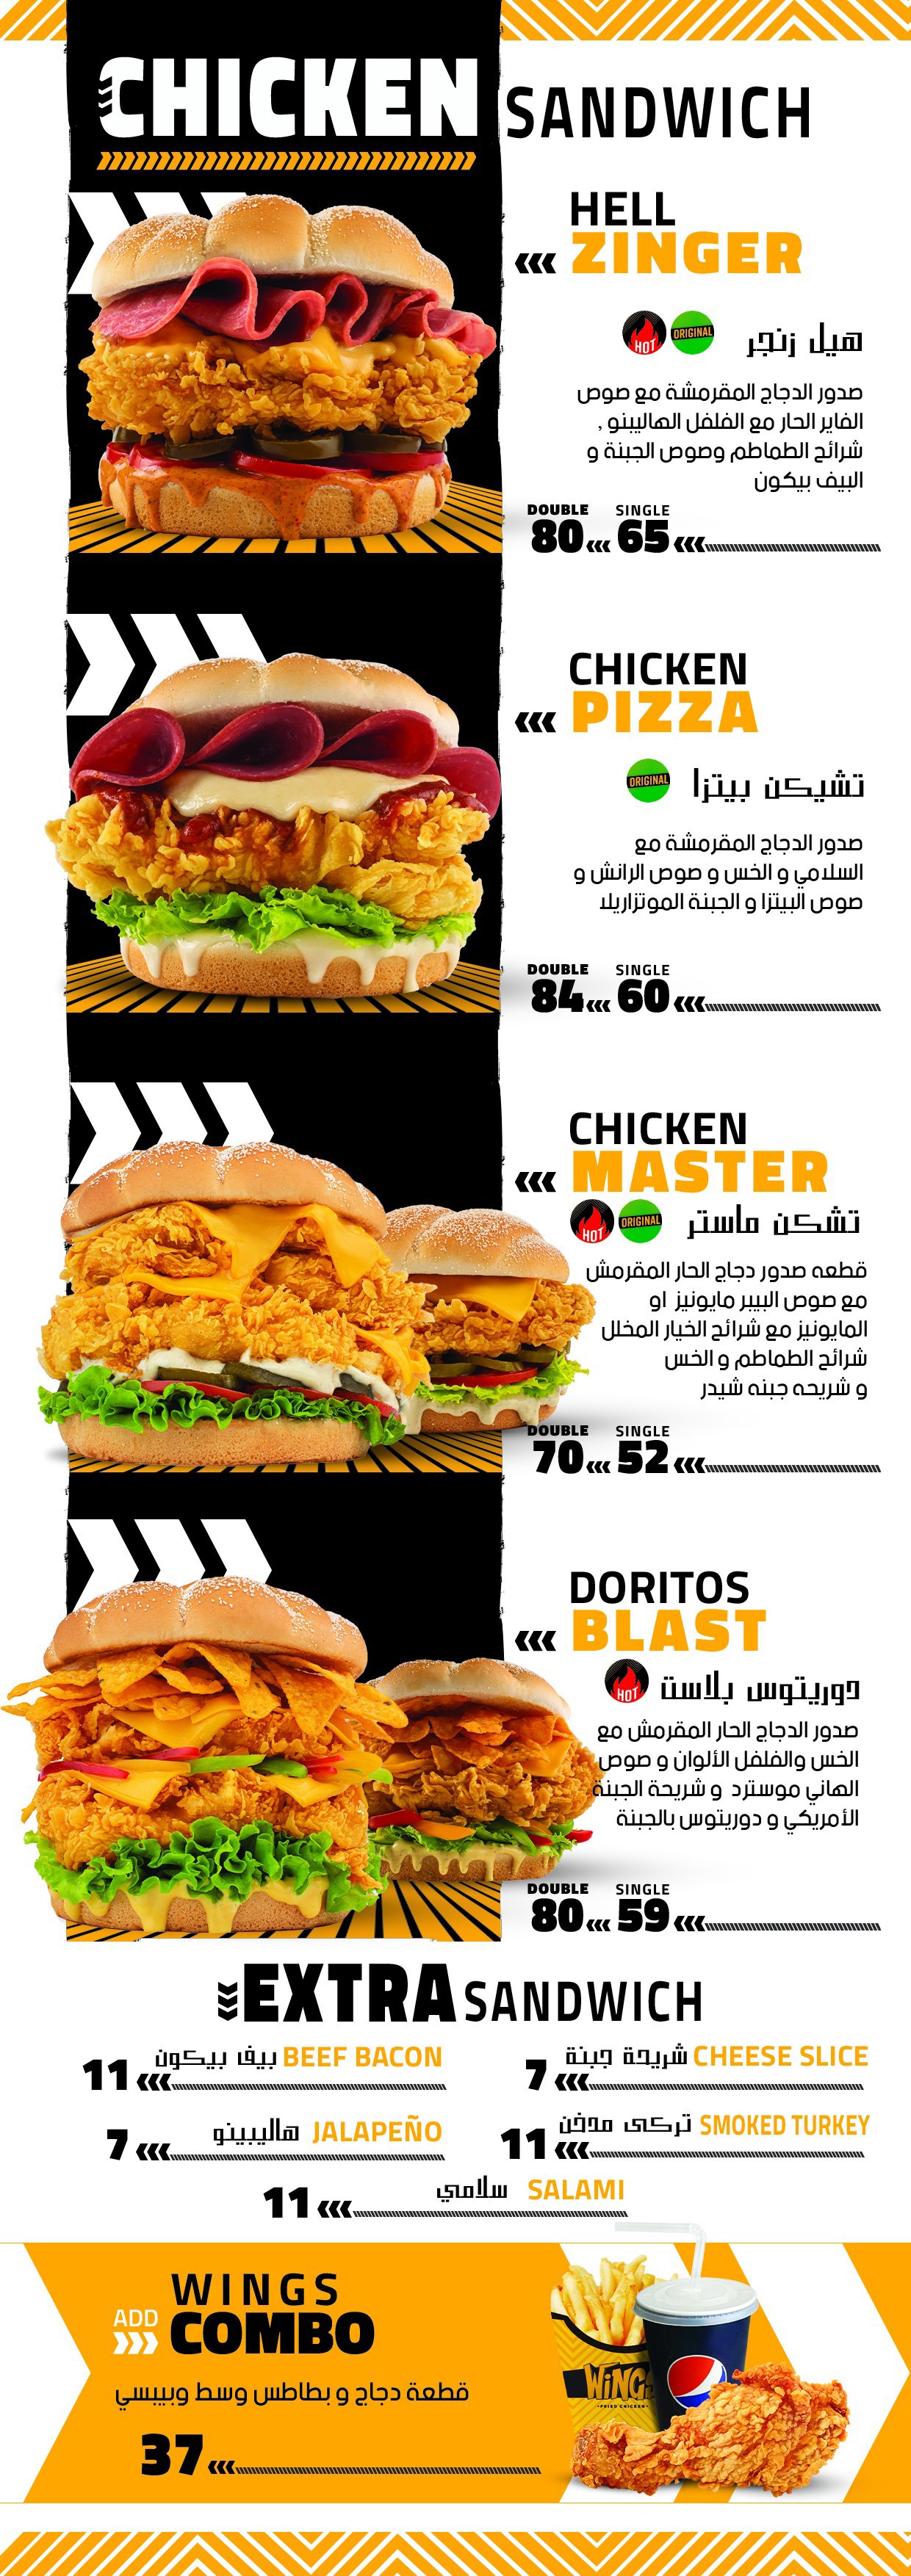 CHICKEN SANDWICH
HELL
ZINGER
HOT ORIGINAL هيل زنجر
صدور الدجاج المقرمشة مع صوص
الفاير الحار مع الفلفل الهالبينو ,
شرائح الطماطم وصوص الجبنة و
البيف بيكون
DOUBLE SINGLE
80 65
CHICKEN
PIZZA
ORIGINAL تشيكن بيتزا
صدور الدجاج المقرمشة مع
السلامي و الخس و صوص الرانش و
صوص البيتزا و الجبنة الموتزاريلا
DOUBLE SINGLE
84 60
CHICKEN
MASTER
HOT ORIGINAL تشكن ماستر
قطعه صدور دجاج الحار المقرمش
مع صوص البيبر مايونيز او
المايونيز مع شرائح الخيار المخلل
شرائح الطماطم و الخس
و شريحه جبنه شيدر
DOUBLE SINGLE
70 52
DORITOS
BLAST
HOT دوريتوس بلاست
صدور الدجاج الحار المقرمش مع
الخس والفلفل الألوان و صوص
الهاني موسترد و شريحة الجبنة
الأمريكي و دوريتوس بالجبنة
DOUBLE SINGLE
80 59
EXTRA SANDWICH
11 بيف بيكون BEEF BACON
7 شريحة جبنة CHEESE SLICE
7 هاليبينو JALAPEÑO
11 تركى مدخن SMOKED TURKEY
11 سلامي SALAMI
WINGS
ADD COMBO
قطعة دجاج و بطاطس وسط وبيبسي
37
WINGS
FRIED CHICKEN